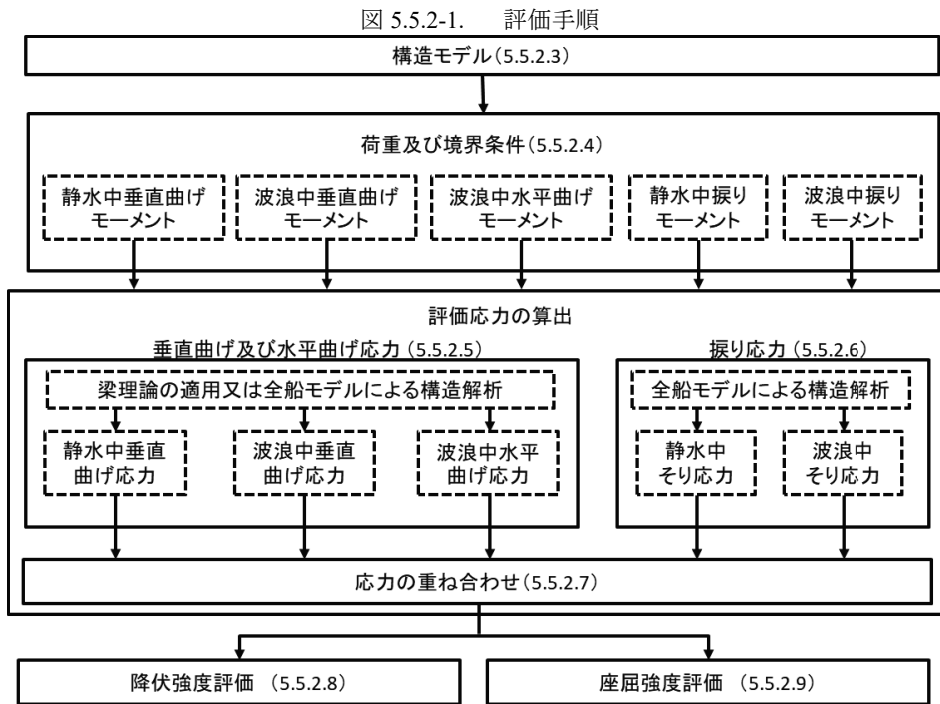 図 5.5.2-1. 評価手順
構造モデル(5.5.2.3)
荷重及び境界条件(5.5.2.4)
静水中垂直曲げ
モーメント
波浪中垂直曲げ
モーメント
波浪中水平曲げ
モーメント
静水中捩り
モーメント
波浪中捩り
モーメント
評価応力の算出
垂直曲げ及び水平曲げ応力(5.5.2.5)
梁理論の適用又は全船モデルによる構造解析
静水中垂直
曲げ応力
波浪中垂直
曲げ応力
波浪中水平
曲げ応力
捩り応力(5.5.2.6)
全船モデルによる構造解析
静水中
そり応力
波浪中
そり応力
応力の重ね合わせ(5.5.2.7)
降伏強度評価 (5.5.2.8)
座屈強度評価 (5.5.2.9)